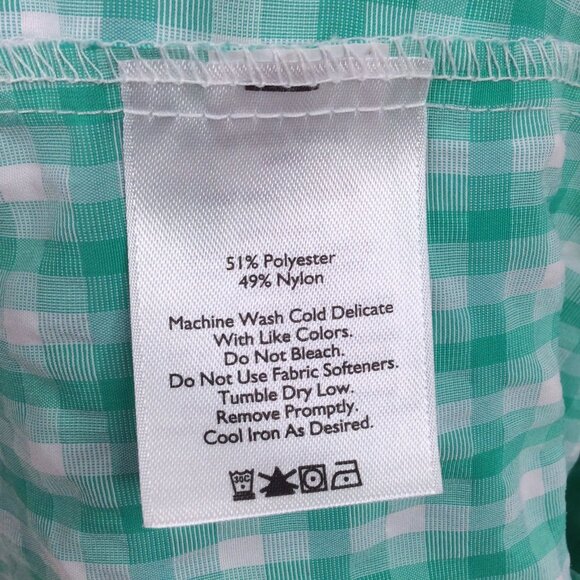 51% Polyester
49% Nylon
Machine Wash Cold Delicate
With Like Colors.
Do Not Bleach.
Do Not Use Fabric Softeners.
Tumble Dry Low.
Remove Promptly.
Cool Iron As Desired.
30C